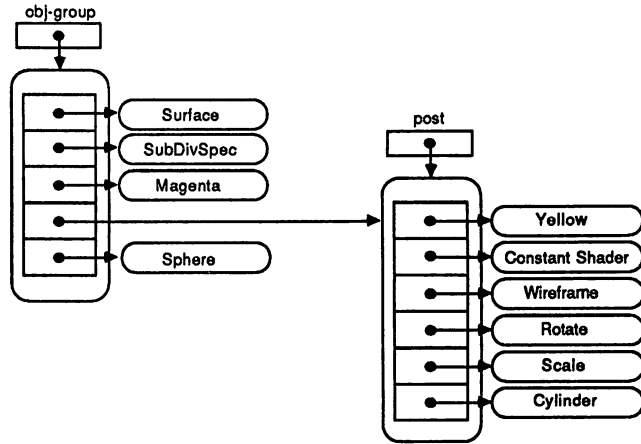 obj-group
Surface
SubDivSpec
Magenta
Sphere
post
Yellow
Constant Shader
Wireframe
Rotate
Scale
Cylinder